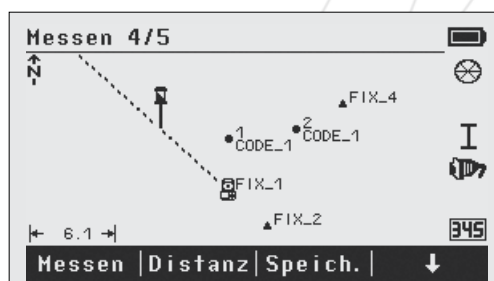 Messen 4/5
N
FIX_4
1
CODE_1
2
CODE_1
I
FIX_1
FIX_2
6.1
345
Messen |Distanz|Speich.|